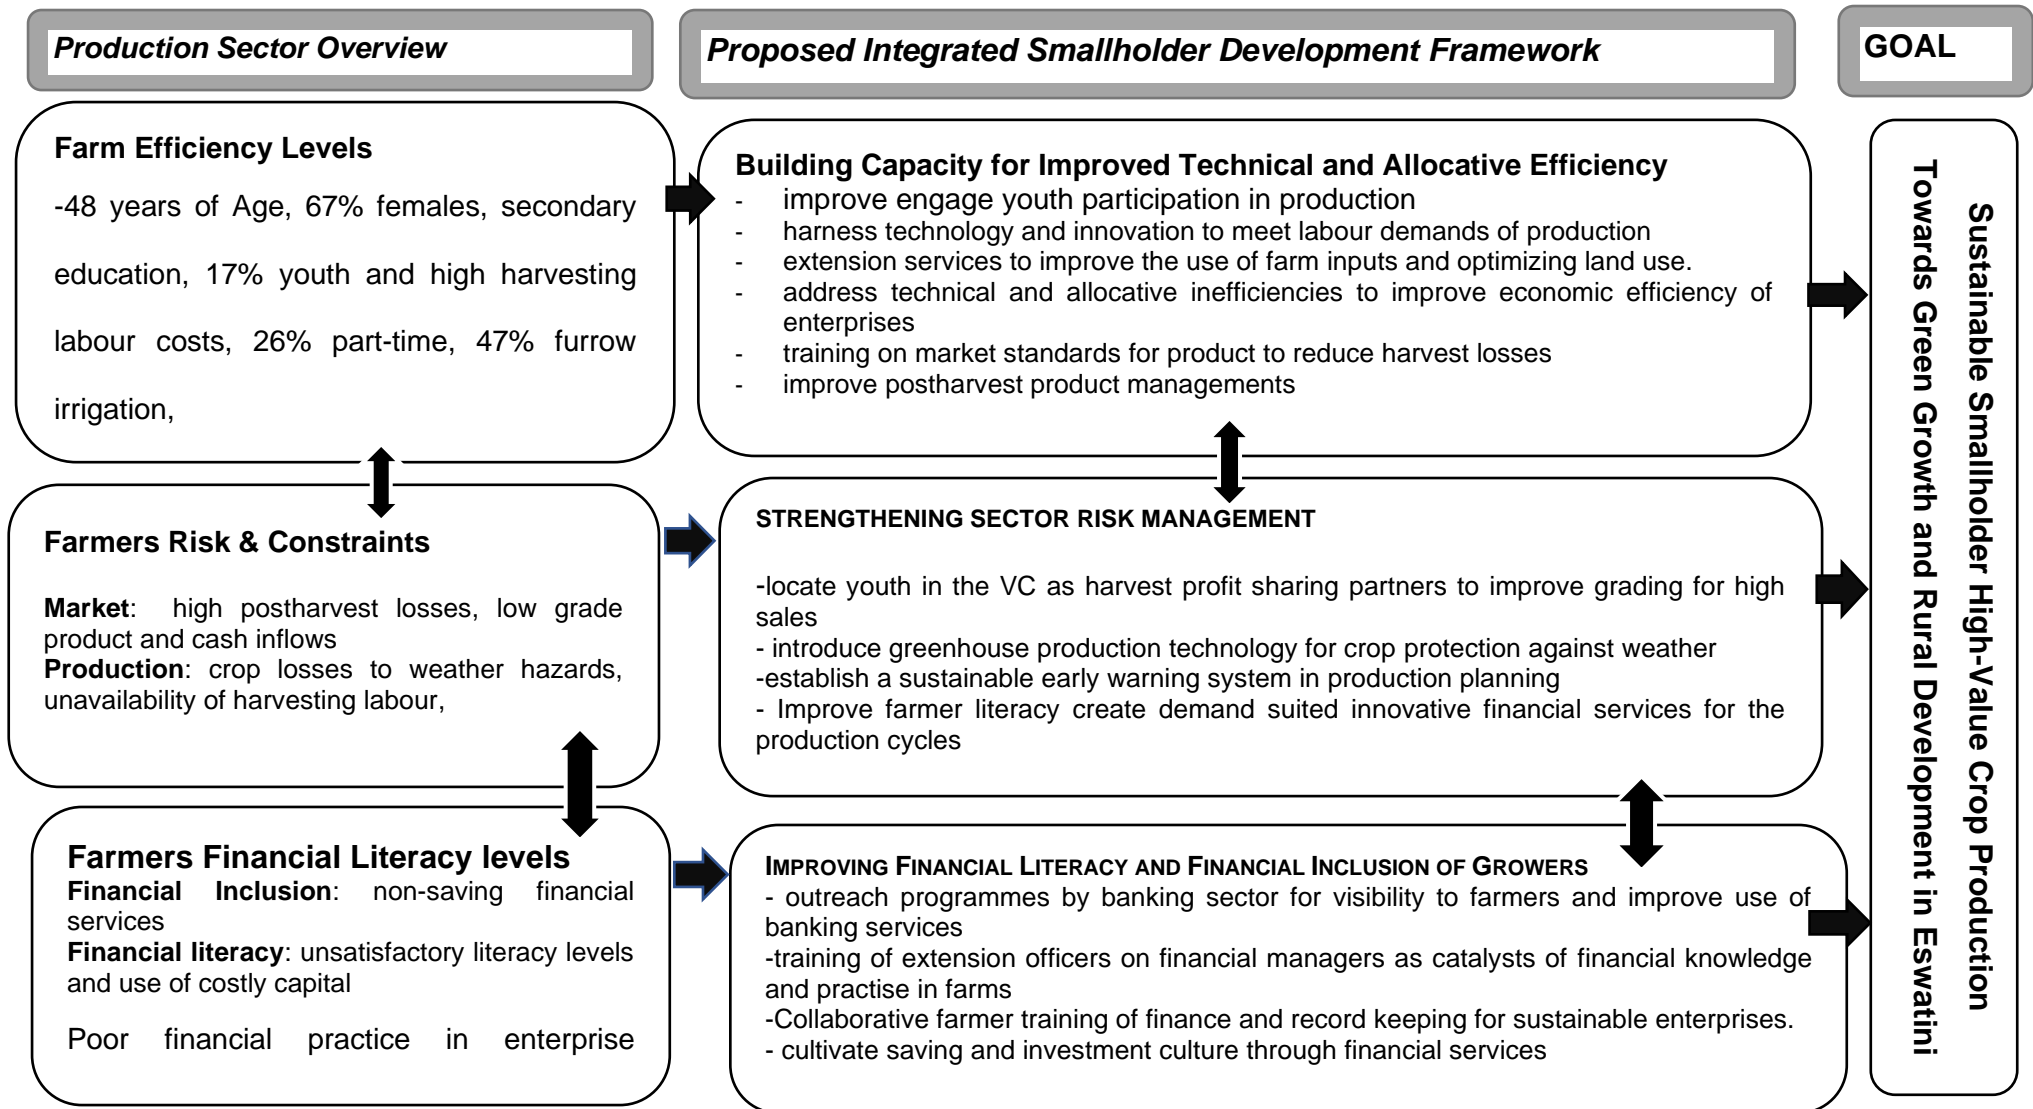 Production Sector Overview
Proposed Integrated Smallholder Development Framework
GOAL
Farm Efficiency Levels
-48 years of Age, 67% females, secondary
education, 17% youth and high harvesting
labour costs, 26% part-time, 47% furrow
irrigation,
Building Capacity for Improved Technical and Allocative Efficiency
- improve engage youth participation in production
- harness technology and innovation to meet labour demands of production
- extension services to improve the use of farm inputs and optimizing land use.
- address technical and allocative inefficiencies to improve economic efficiency of
enterprises
- training on market standards for product to reduce harvest losses
- improve postharvest product managements
Farmers Risk & Constraints
Market: high postharvest losses, low grade
product and cash inflows
Production: crop losses to weather hazards,
unavailability of harvesting labour,
STRENGTHENING SECTOR RISK MANAGEMENT
-locate youth in the VC as harvest profit sharing partners to improve grading for high
sales
- introduce greenhouse production technology for crop protection against weather
-establish a sustainable early warning system in production planning
- Improve farmer literacy create demand suited innovative financial services for the
production cycles
Farmers Financial Literacy levels
Financial Inclusion: non-saving financial
services
Financial literacy: unsatisfactory literacy levels
and use of costly capital
Poor financial practice in enterprise
IMPROVING FINANCIAL LITERACY AND FINANCIAL INCLUSION OF GROWERS
- outreach programmes by banking sector for visibility to farmers and improve use of
banking services
-training of extension officers on financial managers as catalysts of financial knowledge
and practise in farms
-Collaborative farmer training of finance and record keeping for sustainable enterprises.
- cultivate saving and investment culture through financial services
Sustainable Smallholder High-Value Crop Production
Towards Green Growth and Rural Development in Eswatini